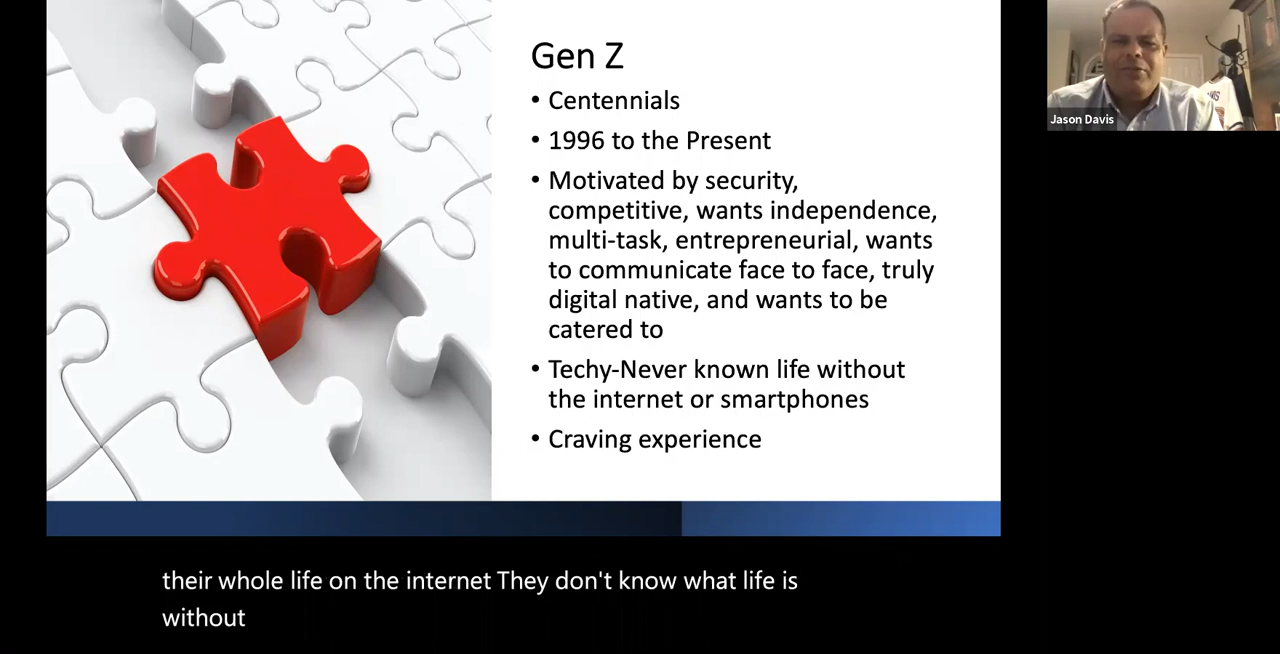 Gen Z
• Centennials
• 1996 to the Present
• Motivated by security,
competitive, wants independence,
multi-task, entrepreneurial, wants
to communicate face to face, truly
digital native, and wants to be
catered to
• Techy-Never known life without
the internet or smartphones
• Craving experience
Jason Davis
their whole life on the internet They don't know what life is
without